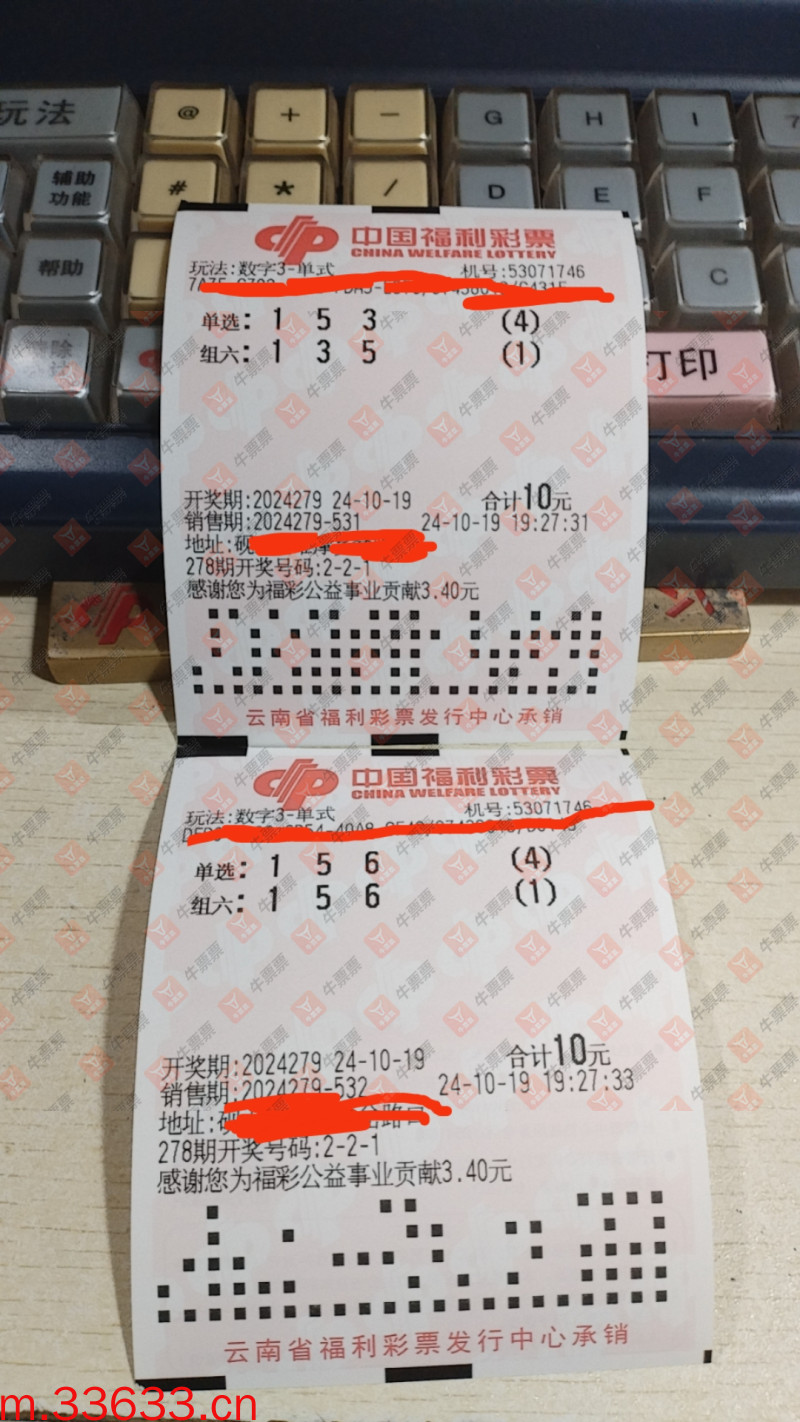 玩法
@
+
-
G
H
I
7
辅助
功能
#
*
/
D
E
F
帮助
C
打印
中国福利彩票
CHINA WELFARE LOTTERY
玩法:数字3-单式 机号:53071746
单选: 1 5 3 (4)
组六: 1 3 5 (1)
开奖期:2024279 24-10-19 合计10元
销售期:2024279-531 24-10-19 19:27:31
地址:砚
278期开奖号码:2-2-1
感谢您为福彩公益事业贡献3.40元
云南省福利彩票发行中心承销
中国福利彩票
CHINA WELFARE LOTTERY
玩法:数字3-单式 机号:53071746
单选: 1 5 6 (4)
组六: 1 5 6 (1)
开奖期:2024279 24-10-19 合计10元
销售期:2024279-532 24-10-19 19:27:33
地址:
278期开奖号码:2-2-1
感谢您为福彩公益事业贡献3.40元
云南省福利彩票发行中心承销
牛票票
m.33633.cn